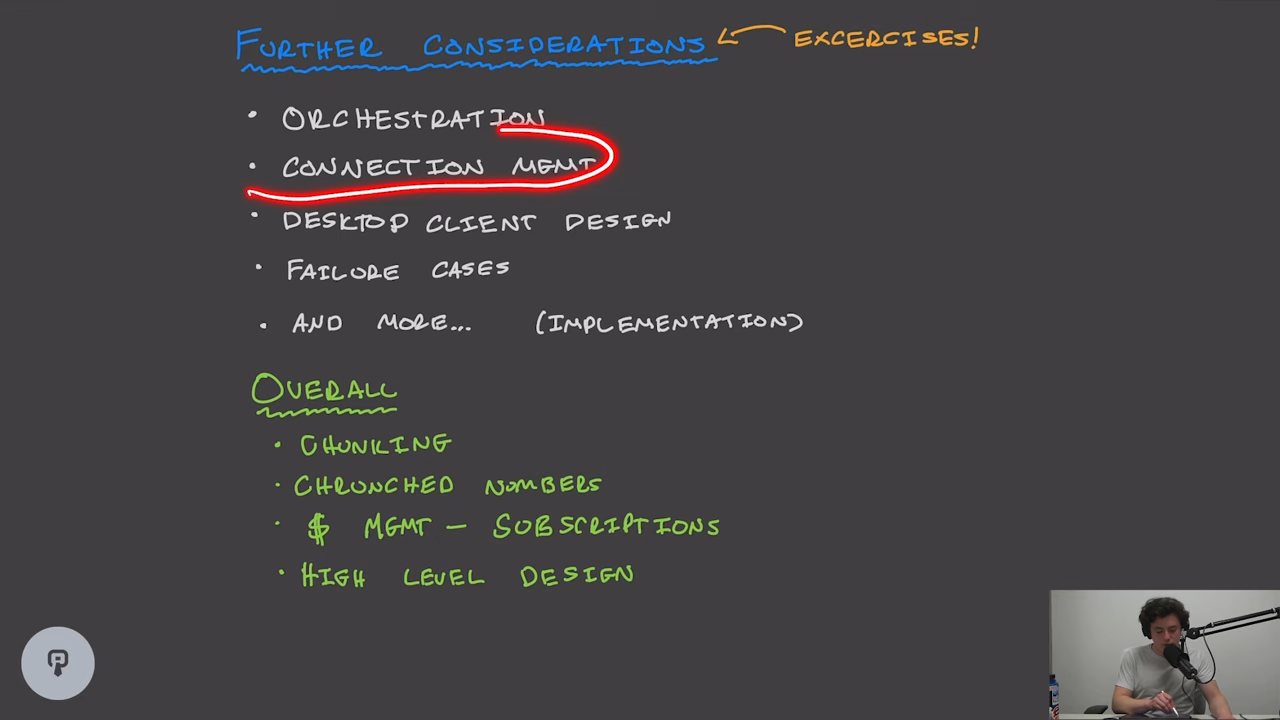 FURTHER CONSIDERATIONS ← EXCERCISES!
• ORCHESTRATION
• CONNECTION MGMT
• DESKTOP CLIENT DESIGN
• FAILURE CASES
• AND MORE... (IMPLEMENTATION)
OVERALL
• CHUNKING
• CHRUNCHED NUMBERS
• $ MGMT — SUBSCRIPTIONS
• HIGH LEVEL DESIGN